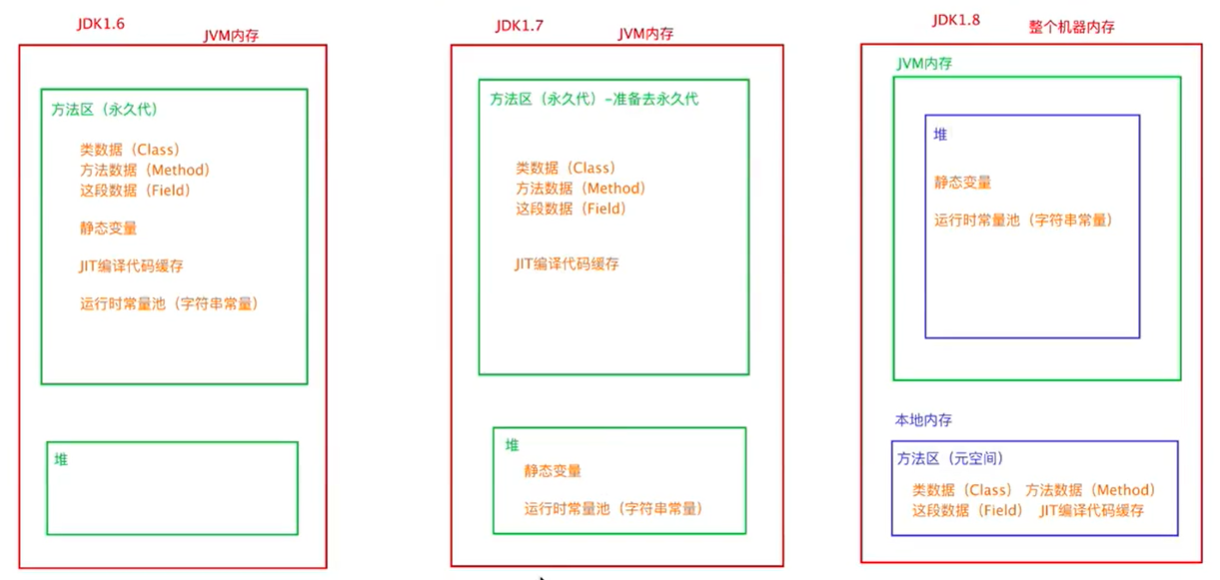 JDK1.6
JVM内存
方法区（永久代）
类数据（Class）
方法数据（Method）
这段数据（Field）
静态变量
JIT编译代码缓存
运行时常量池（字符串常量）
堆
JDK1.7
JVM内存
方法区（永久代）-准备去永久代
类数据（Class）
方法数据（Method）
这段数据（Field）
JIT编译代码缓存
堆
静态变量
运行时常量池（字符串常量）
JDK1.8
整个机器内存
JVM内存
堆
静态变量
运行时常量池（字符串常量）
本地内存
方法区（元空间）
类数据（Class） 方法数据（Method）
这段数据（Field） JIT编译代码缓存